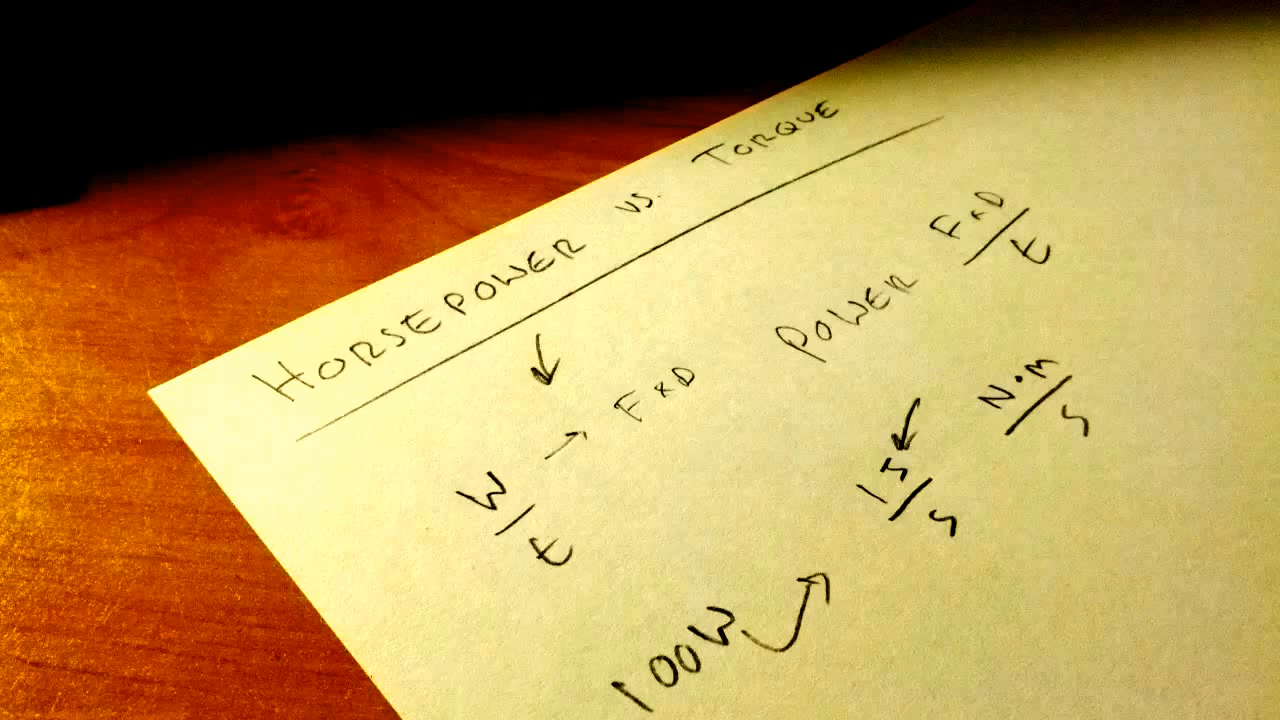 HORSEPOWER vs. TORQUE
W/t → F×D
POWER F×D/t
1J/s N·m/s
100W